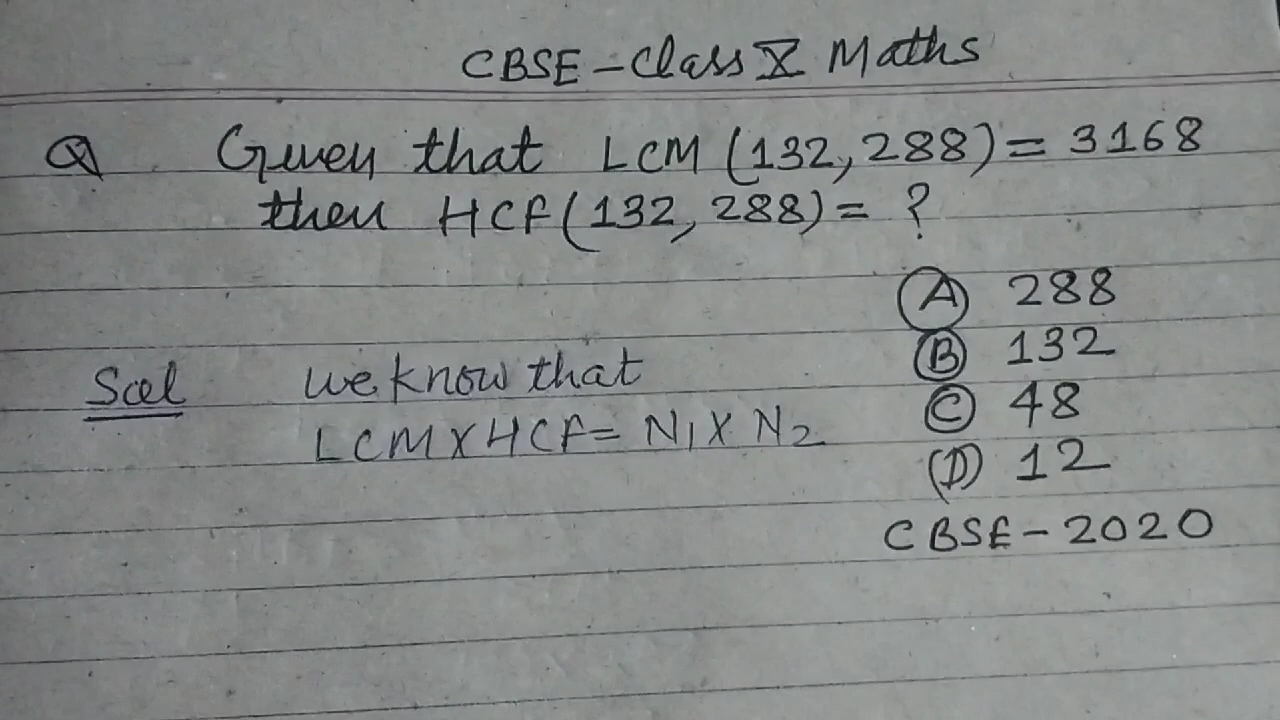 CBSE - Class X Maths
Q Given that LCM (132, 288) = 3168
then HCF (132, 288) = ?
(A) 288
(B) 132
Sol we know that
(C) 48
LCM X HCF = N1 X N2
(D) 12
CBSE - 2020